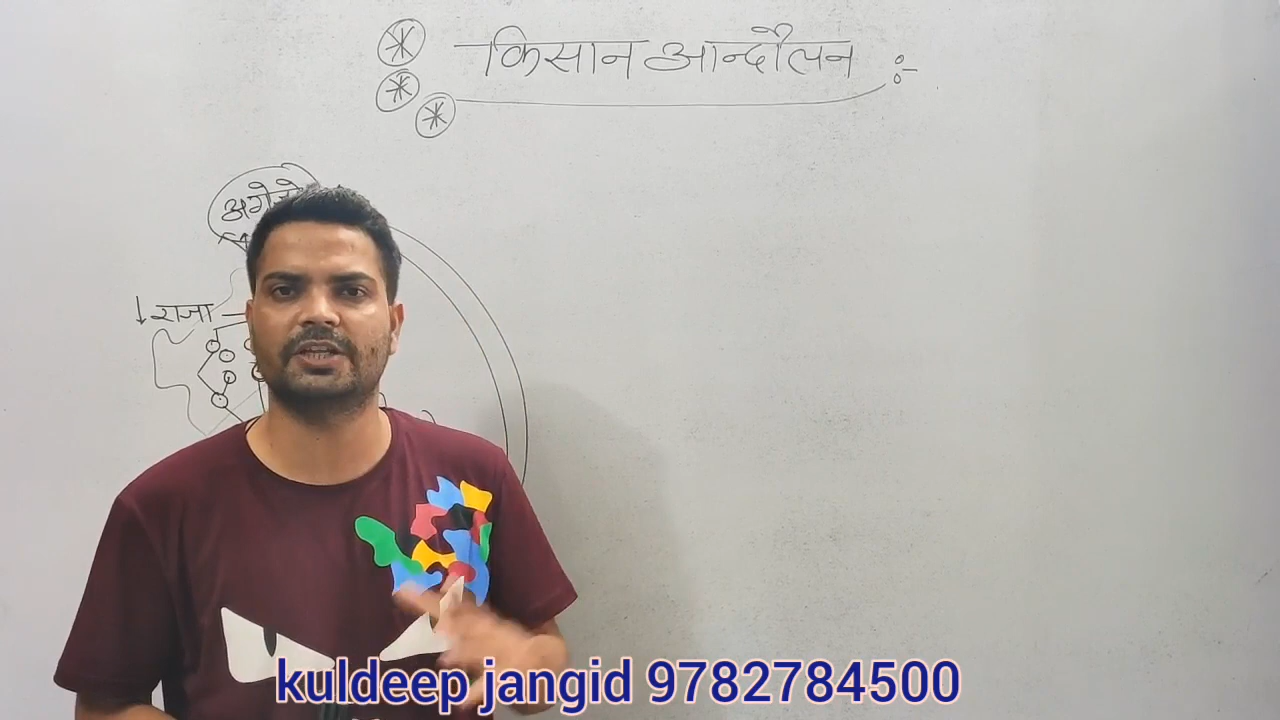 किसान आन्दोलन :-
↓ राजा
kuldeep jangid 9782784500